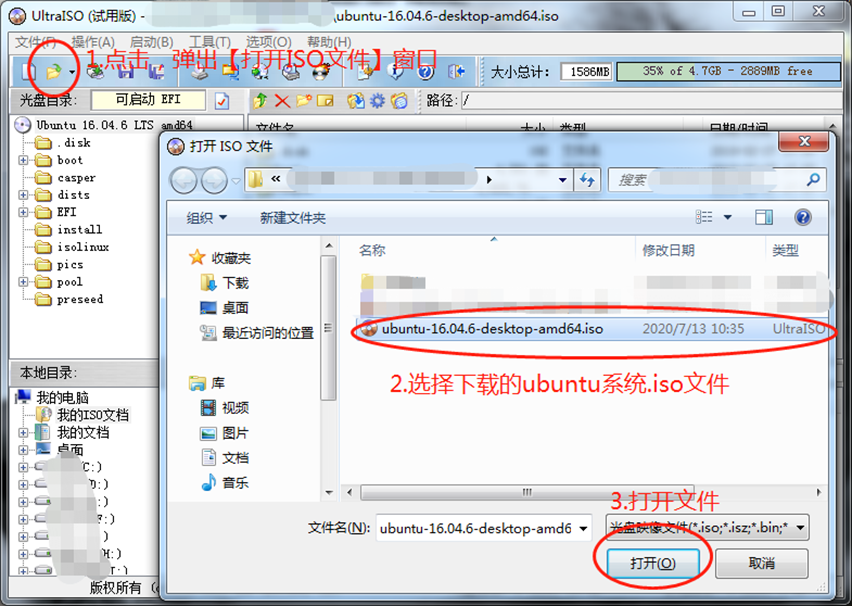 UltraISO (试用版) -
\ubuntu-16.04.6-desktop-amd64.iso
文件(F) 操作(A) 启动(B) 工具(T) 选项(O) 帮助(H)
1.点击，弹出【打开ISO文件】窗口
大小总计: 1586MB 35% of 4.7GB - 2889MB free
光盘目录: 可启动 EFI 路径: /
Ubuntu 16.04.6 LTS amd64
文件名 大小 类型 日期/时间
.disk
boot
casper
dists
EFI
install
isolinux
pics
pool
preseed
本地目录:
我的电脑
我的ISO文档
我的文档
桌面
C:)
D:)
:)
F:)
:)
H:)
I:)
版权所有 (c
打开 ISO 文件
«
搜索
组织 新建文件夹
收藏夹
下载
桌面
最近访问的位置
库
视频
图片
文档
音乐
名称 修改日期 类型
ubuntu-16.04.6-desktop-amd64.iso 2020/7/13 10:35 UltraISO
2.选择下载的ubuntu系统.iso文件
3.打开文件
文件名(N): ubuntu-16.04.6-desktop-amd6 光盘映像文件(*.iso;*.isz;*.bin;*
打开(O) 取消